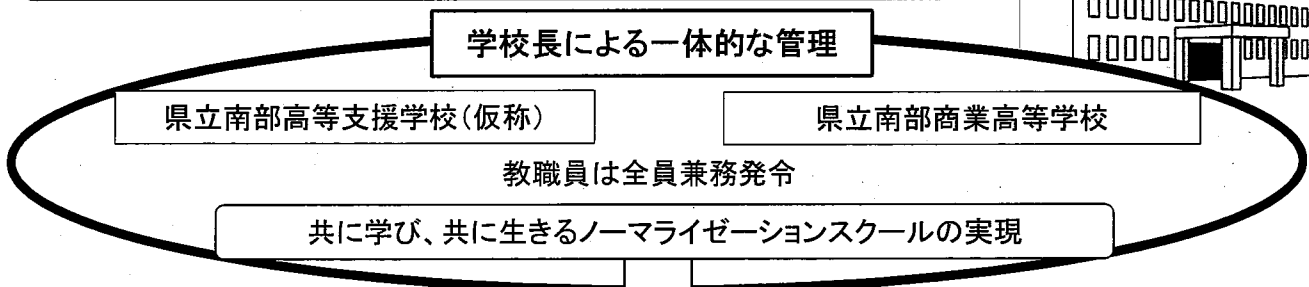 学校長による一体的な管理
県立南部高等支援学校(仮称)
県立南部商業高等学校
教職員は全員兼務発令
共に学び、共に生きるノーマライゼーションスクールの実現